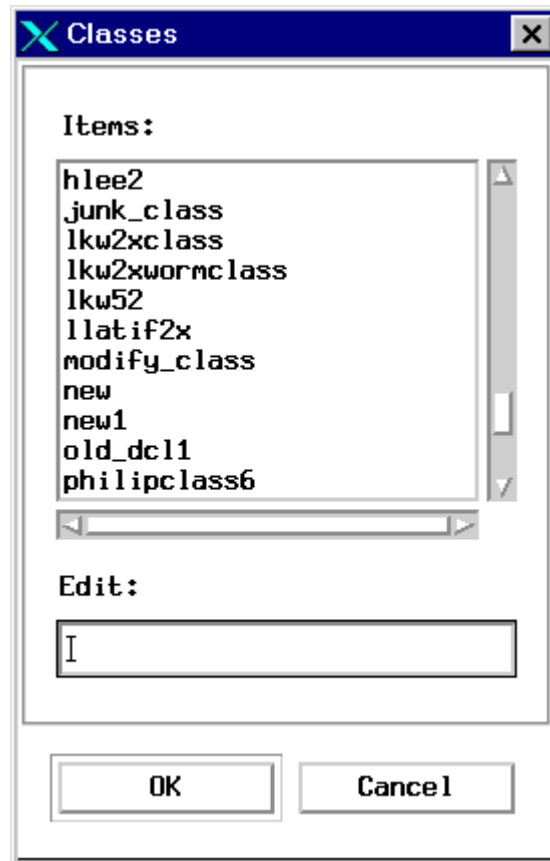 Classes
Items:
hlee2
junk_class
lkw2xclass
lkw2xwormclass
lkw52
llatif2x
modify_class
new
new1
old_dcl1
philipclass6
Edit:
OK Cancel